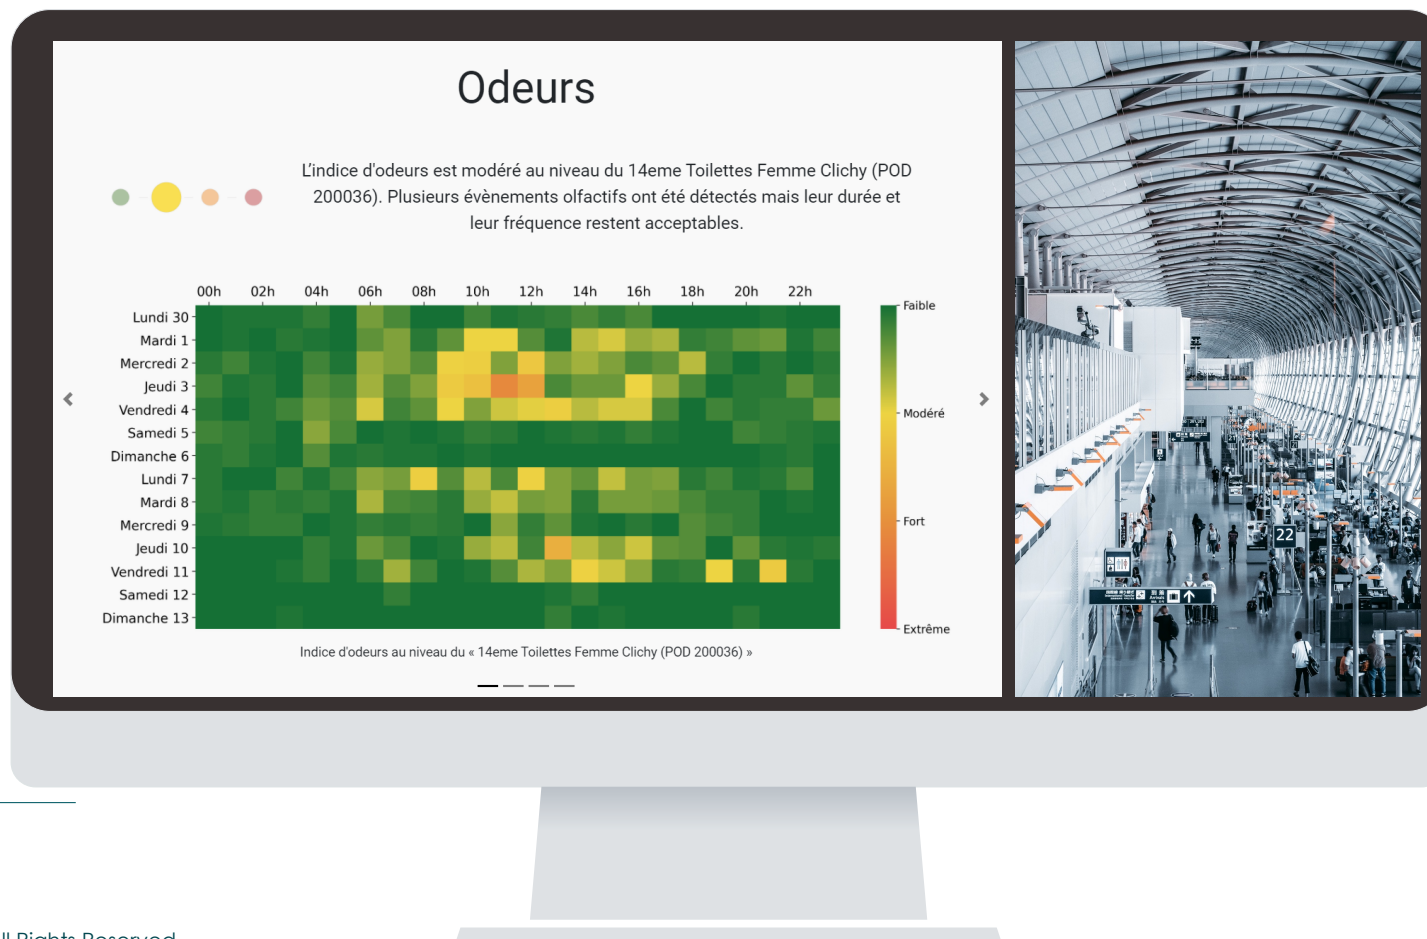 Odeurs
L'indice d'odeurs est modéré au niveau du 14eme Toilettes Femme Clichy (POD
200036). Plusieurs évènements olfactifs ont été détectés mais leur durée et
leur fréquence restent acceptables.
00h 02h 04h 06h 08h 10h 12h 14h 16h 18h 20h 22h
Lundi 30
Mardi 1
Mercredi 2
Jeudi 3
Vendredi 4
Samedi 5
Dimanche 6
Lundi 7
Mardi 8
Mercredi 9
Jeudi 10
Vendredi 11
Samedi 12
Dimanche 13
Faible
Modéré
Fort
Extrême
Indice d'odeurs au niveau du « 14eme Toilettes Femme Clichy (POD 200036) »
22
Rights Reserved